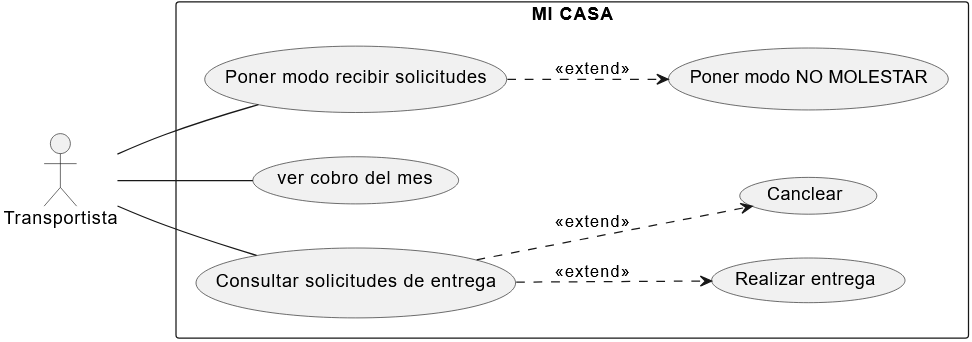 MI CASA
Poner modo recibir solicitudes
«extend»
Poner modo NO MOLESTAR
ver cobro del mes
Transportista
Canclear
«extend»
Consultar solicitudes de entrega
«extend»
Realizar entrega